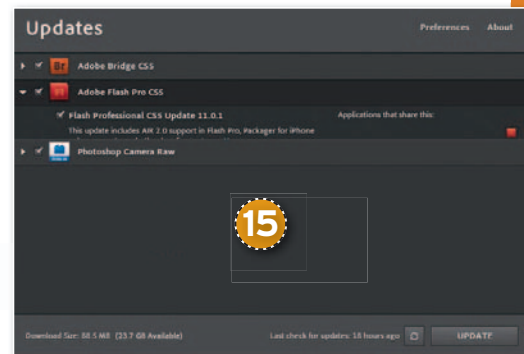 Updates
Preferences About
Br Adobe Bridge CS5
Adobe Flash Pro CS5
Flash Professional CS5 Update 11.0.1 Applications that share this:
This update includes AIR 2.0 support in Flash Pro, Packager for iPhone
Photoshop Camera Raw
15
Download Size: 88.5 MB (23.7 GB Available) Last check for updates: 18 hours ago UPDATE